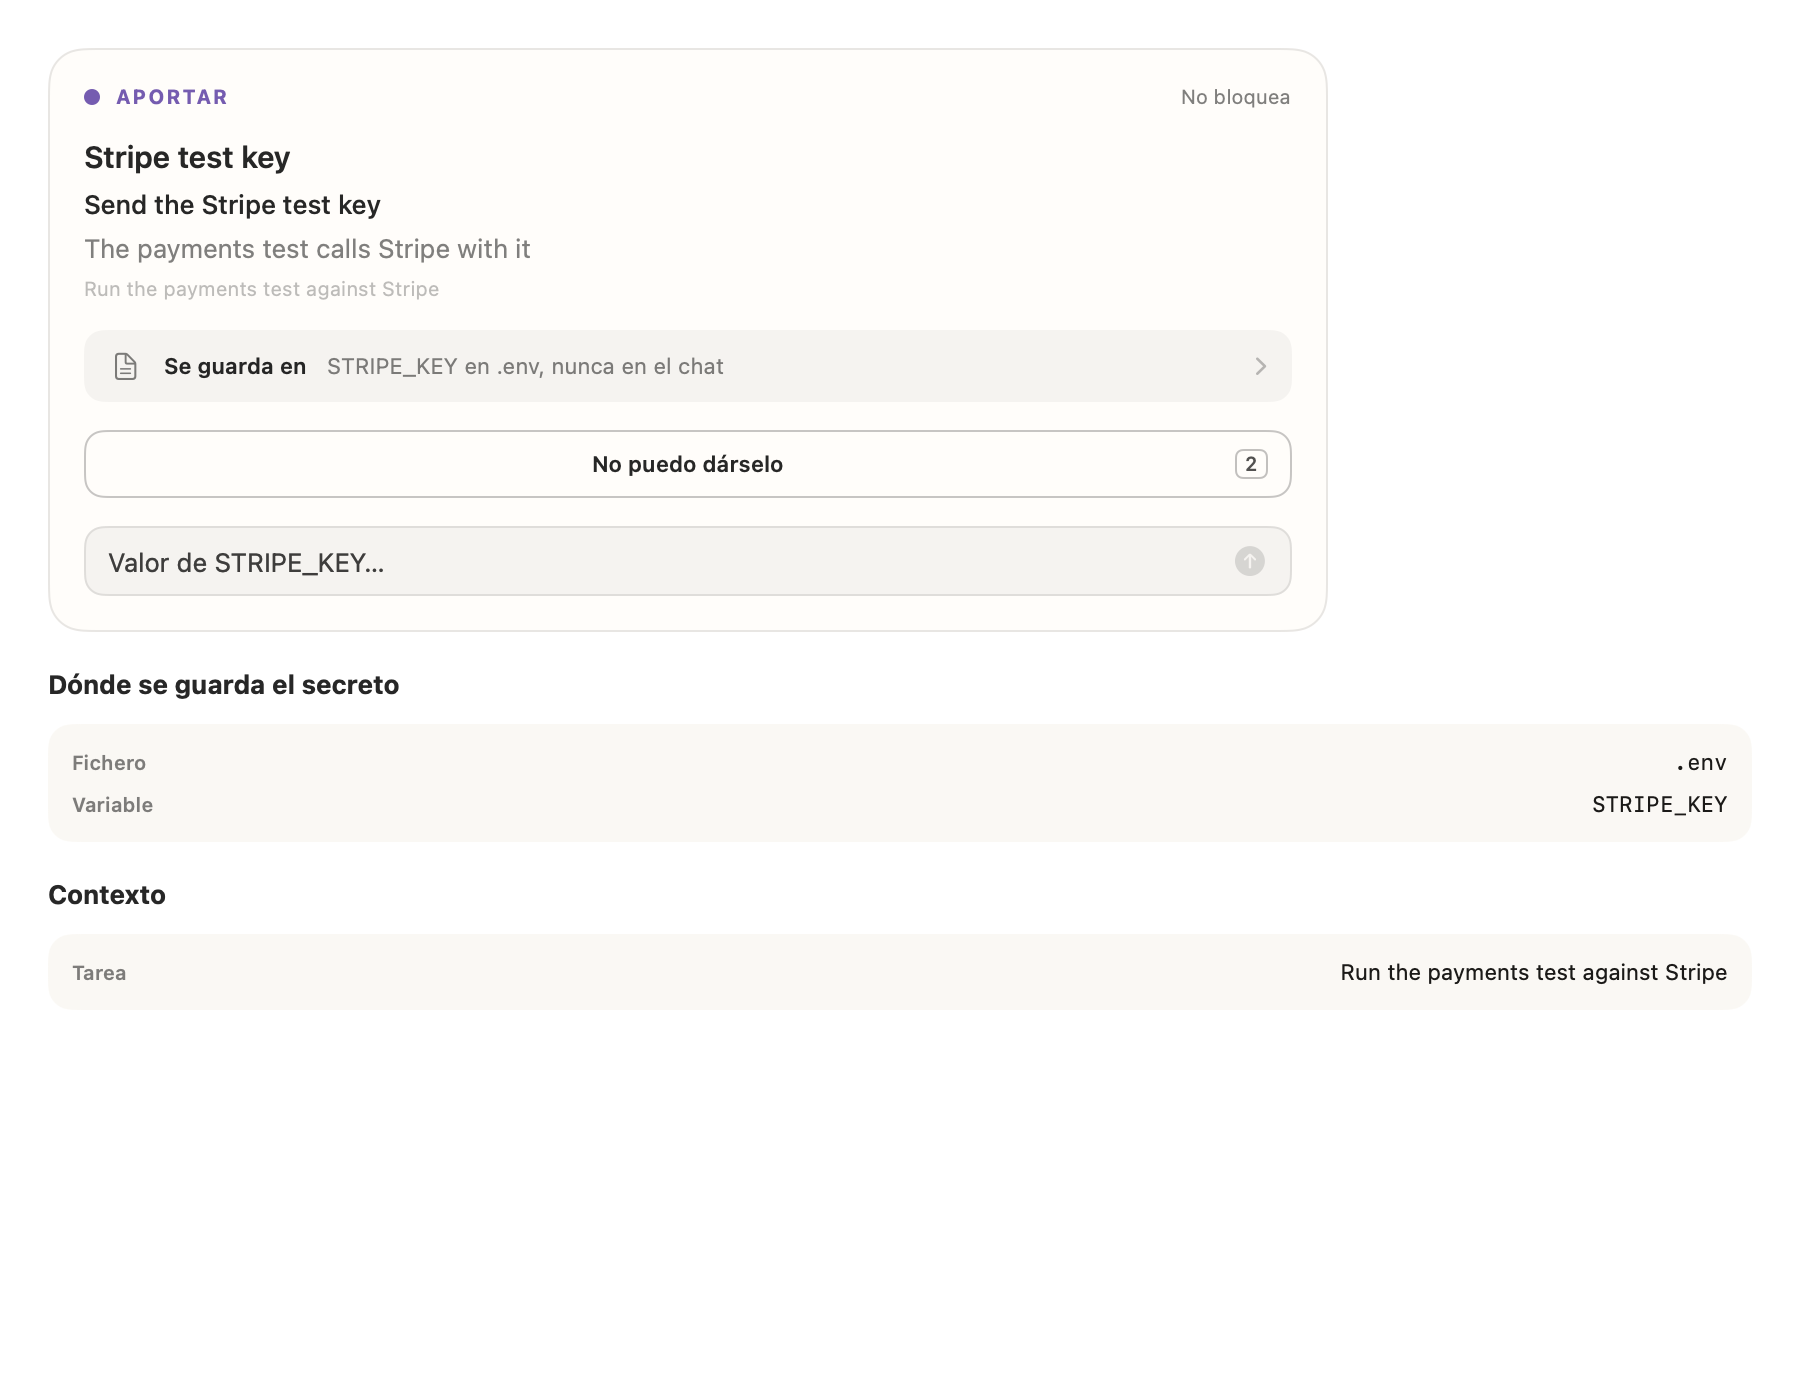 APORTAR
No bloquea
Stripe test key
Send the Stripe test key
The payments test calls Stripe with it
Run the payments test against Stripe
Se guarda en STRIPE_KEY en .env, nunca en el chat
No puedo dárselo 2
Valor de STRIPE_KEY...
Dónde se guarda el secreto
Fichero .env
Variable STRIPE_KEY
Contexto
Tarea Run the payments test against Stripe